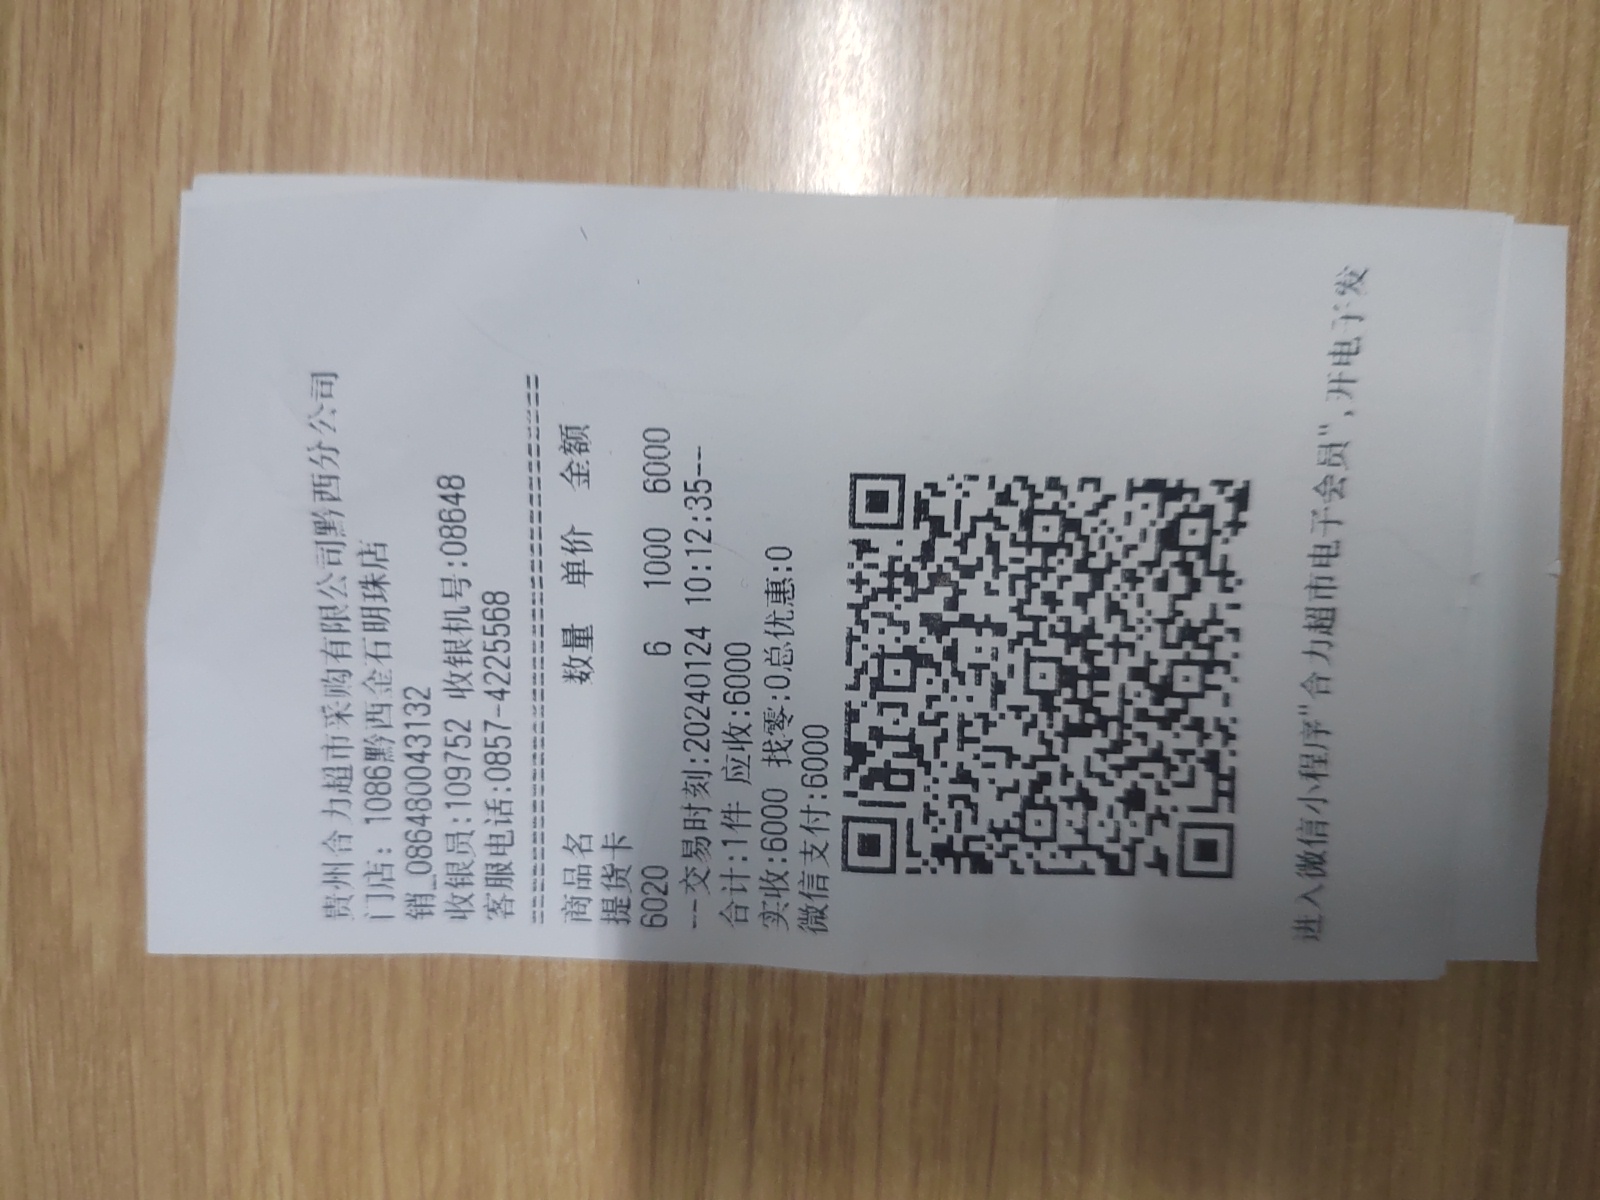 贵州合力超市采购有限公司黔西分公司
门店: 1086黔西金石明珠店
销_086480043132
收银员:109752 收银机号:08648
客服电话:0857-4225568
================================
商品名 数量 单价 金额
提货卡
6020 6 1000 6000
--交易时刻:20240124 10:12:35--
合计:1件 应收:6000
实收:6000 找零:0总优惠:0
微信支付:6000
进入微信小程序"合力超市电子会员",开电子发